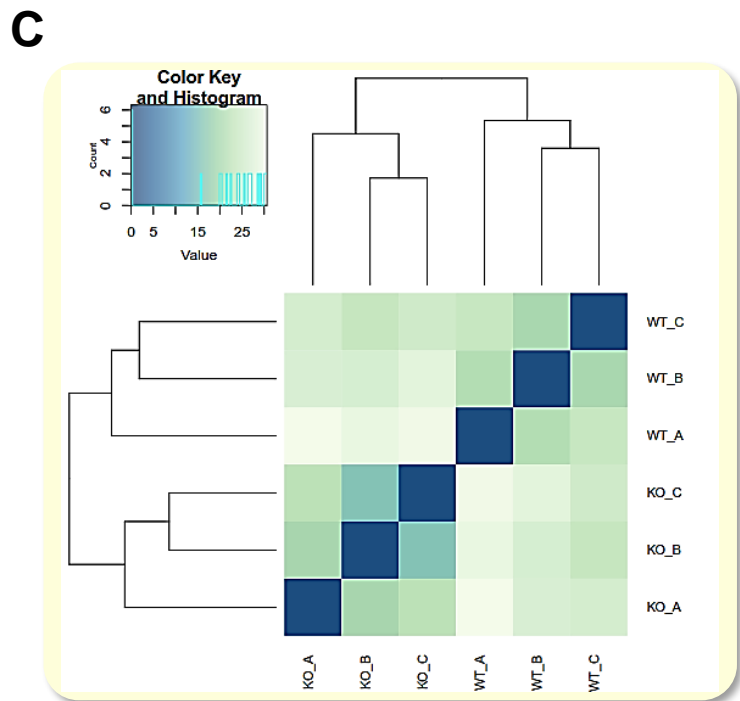 C
Color Key
and Histogram
Count
0 2 4 6
0 5 15 25
Value
WT_C
WT_B
WT_A
KO_C
KO_B
KO_A
KO_A KO_B KO_C WT_A WT_B WT_C